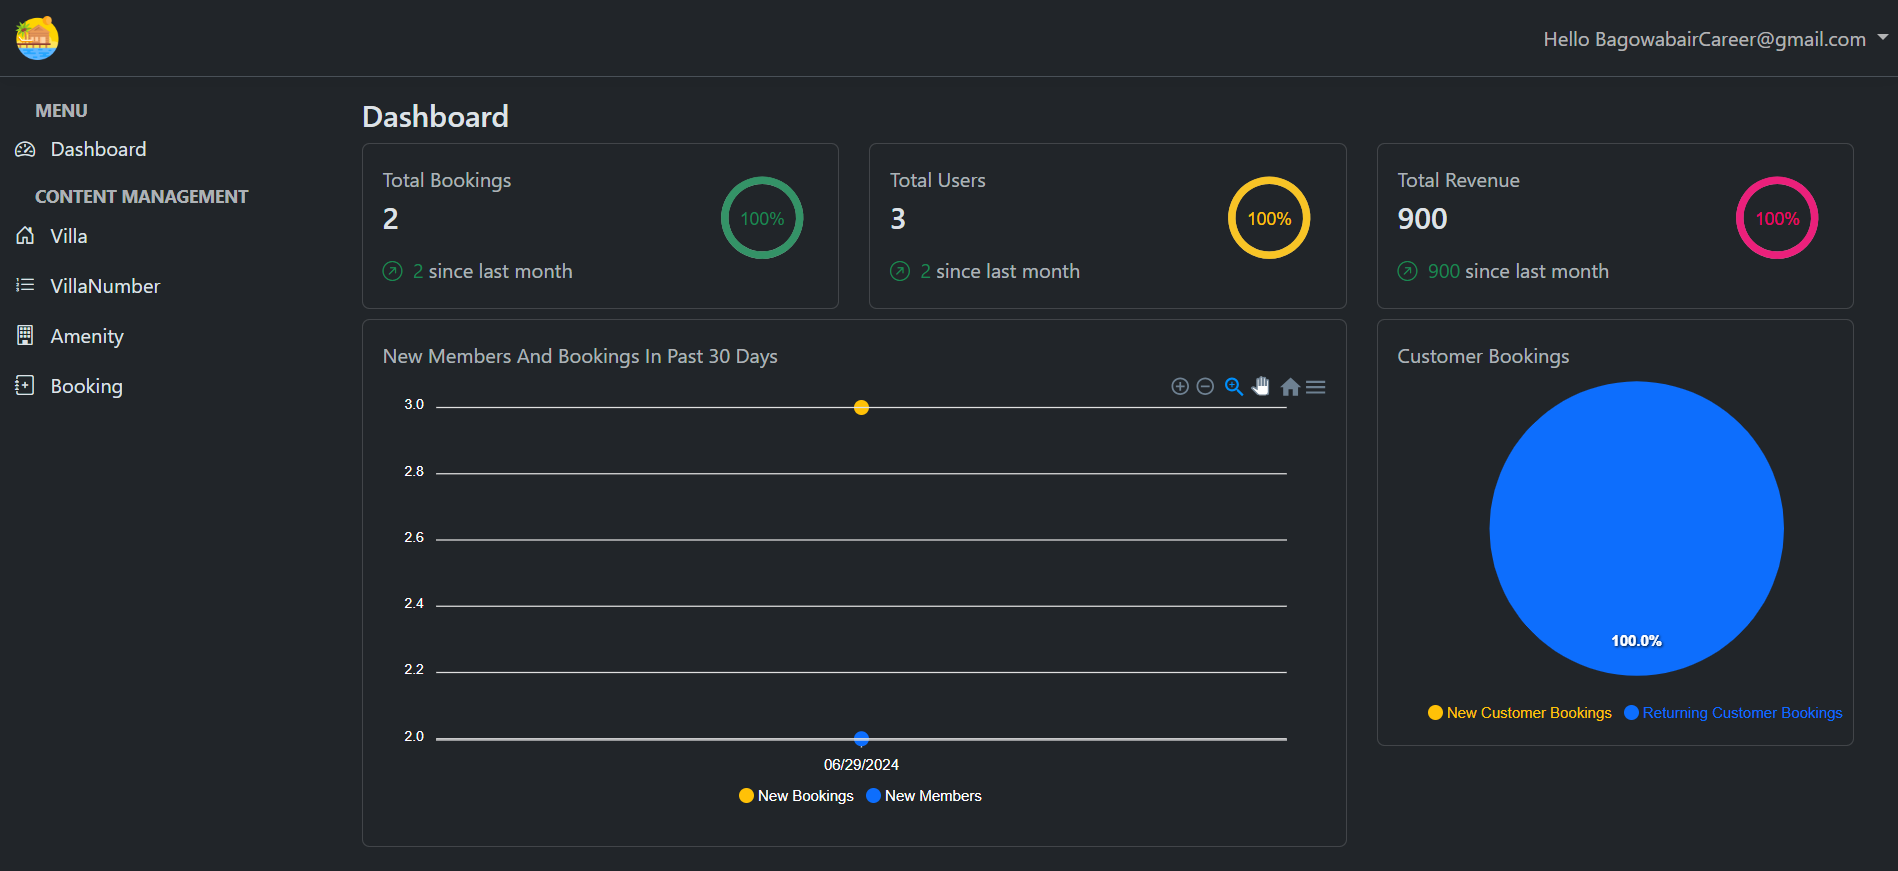 Hello BagowabairCareer@gmail.com
MENU
Dashboard
CONTENT MANAGEMENT
Villa
VillaNumber
Amenity
Booking
Dashboard
Total Bookings
2
100%
2 since last month
Total Users
3
100%
2 since last month
Total Revenue
900
100%
900 since last month
New Members And Bookings In Past 30 Days
3.0
2.8
2.6
2.4
2.2
2.0
06/29/2024
New Bookings New Members
Customer Bookings
100.0%
New Customer Bookings Returning Customer Bookings